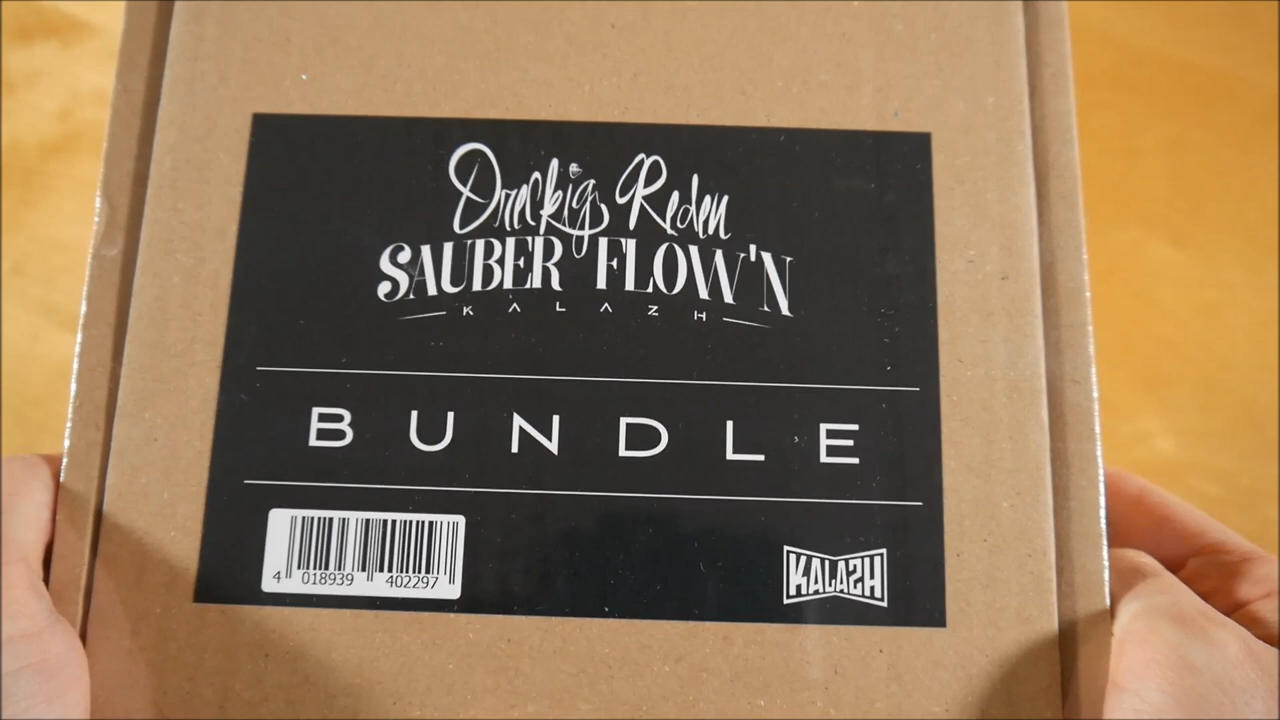 Dreckig Reden
SAUBER FLOW'N
KALAZH
BUNDLE
4 018939 402297
KALAZH